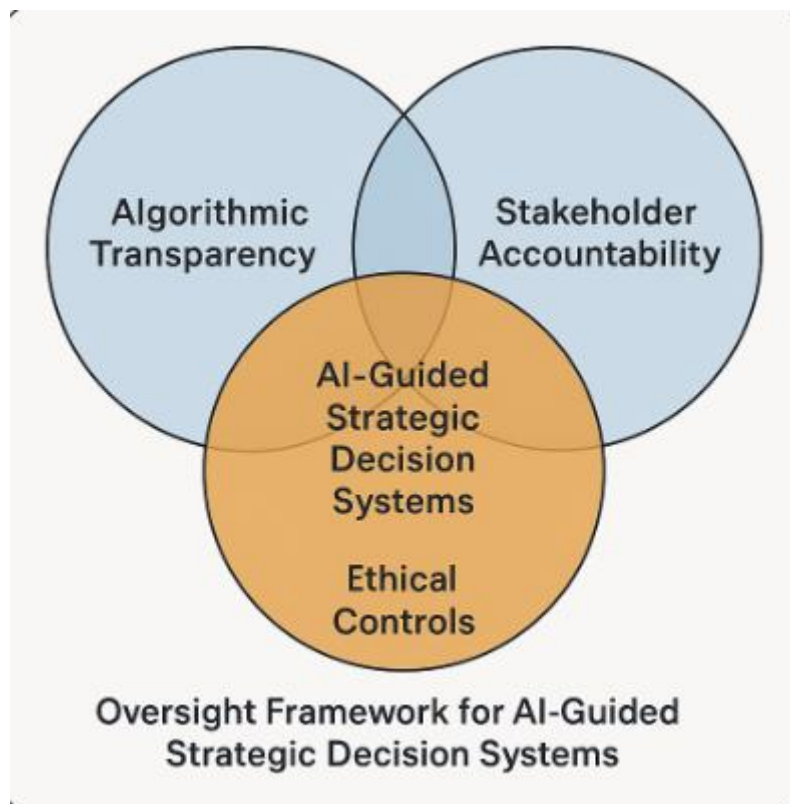 Algorithmic
Transparency
Stakeholder
Accountability
AI-Guided
Strategic
Decision
Systems
Ethical
Controls
Oversight Framework for AI-Guided
Strategic Decision Systems